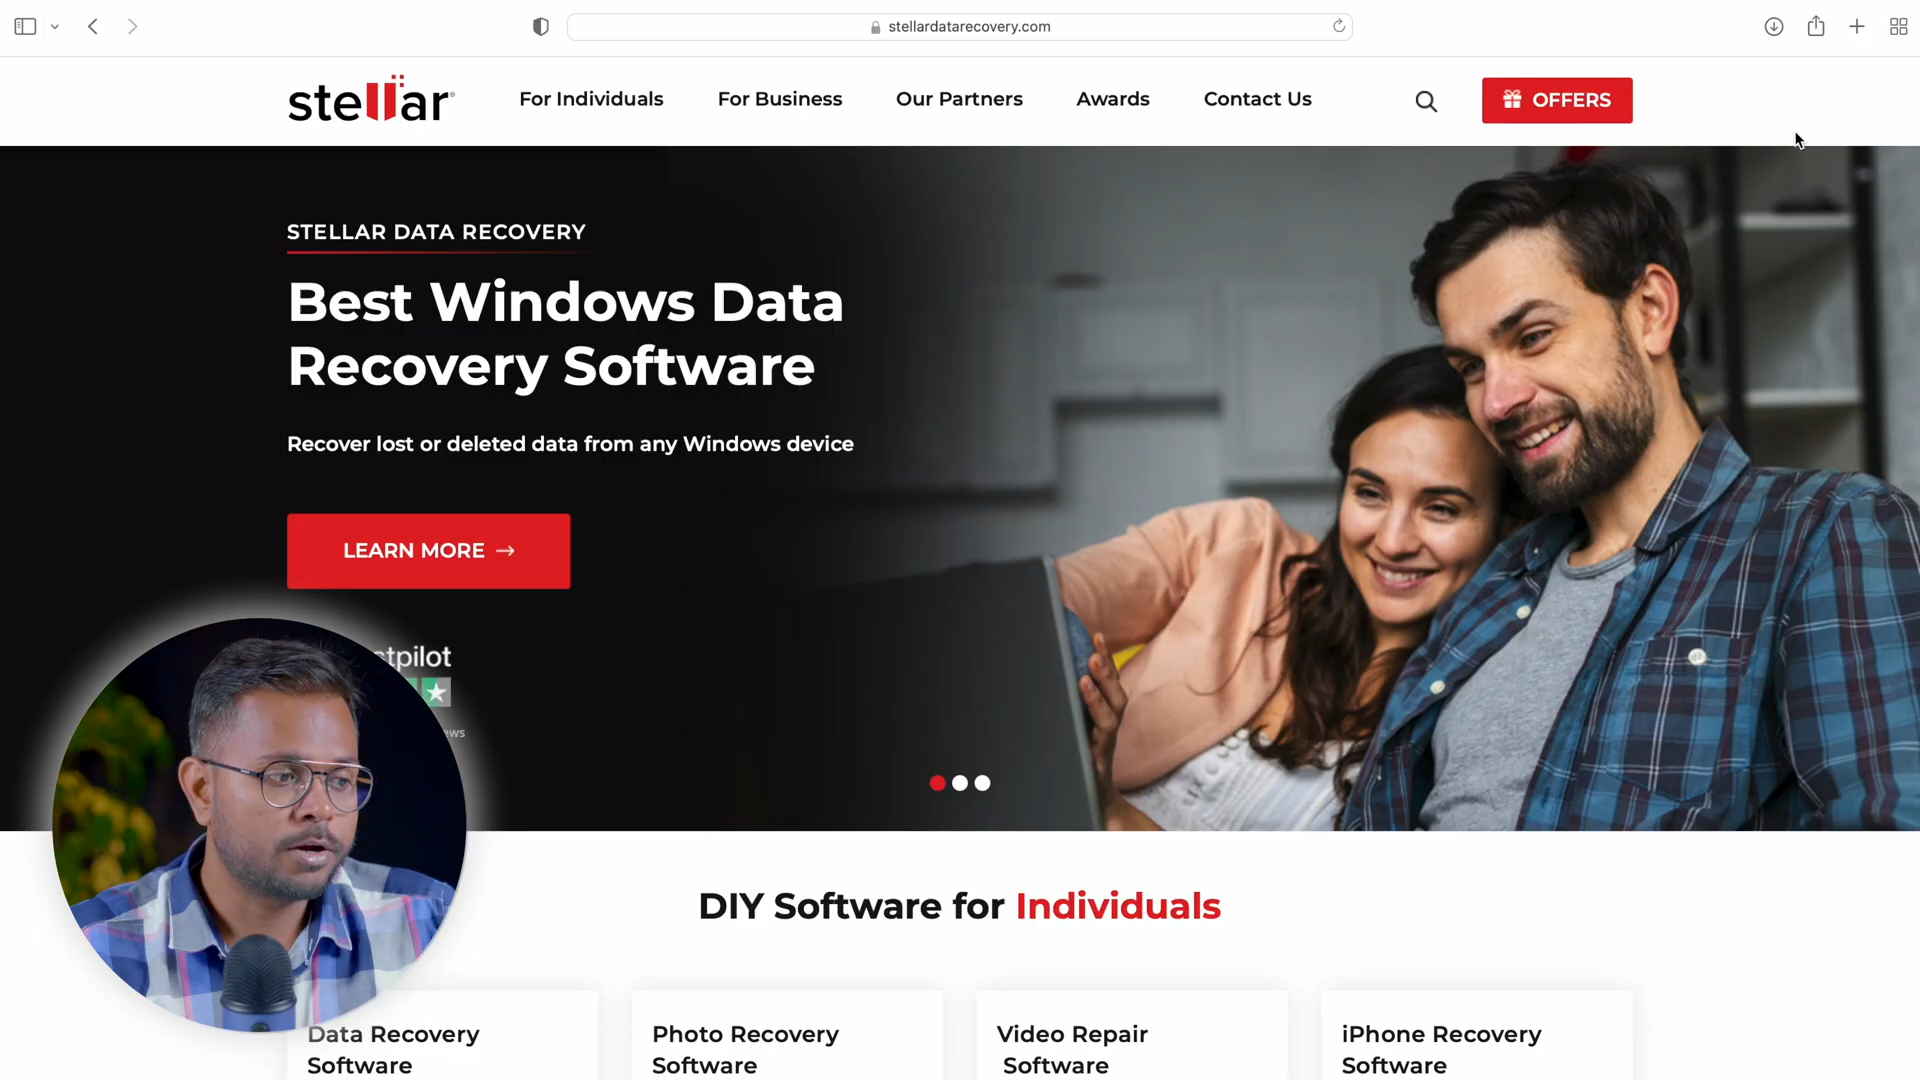 stellardatarecovery.com
stellar
For Individuals
For Business
Our Partners
Awards
Contact Us
OFFERS
STELLAR DATA RECOVERY
Best Windows Data
Recovery Software
Recover lost or deleted data from any Windows device
LEARN MORE →
DIY Software for Individuals
Data Recovery
Software
Photo Recovery
Software
Video Repair
Software
iPhone Recovery
Software